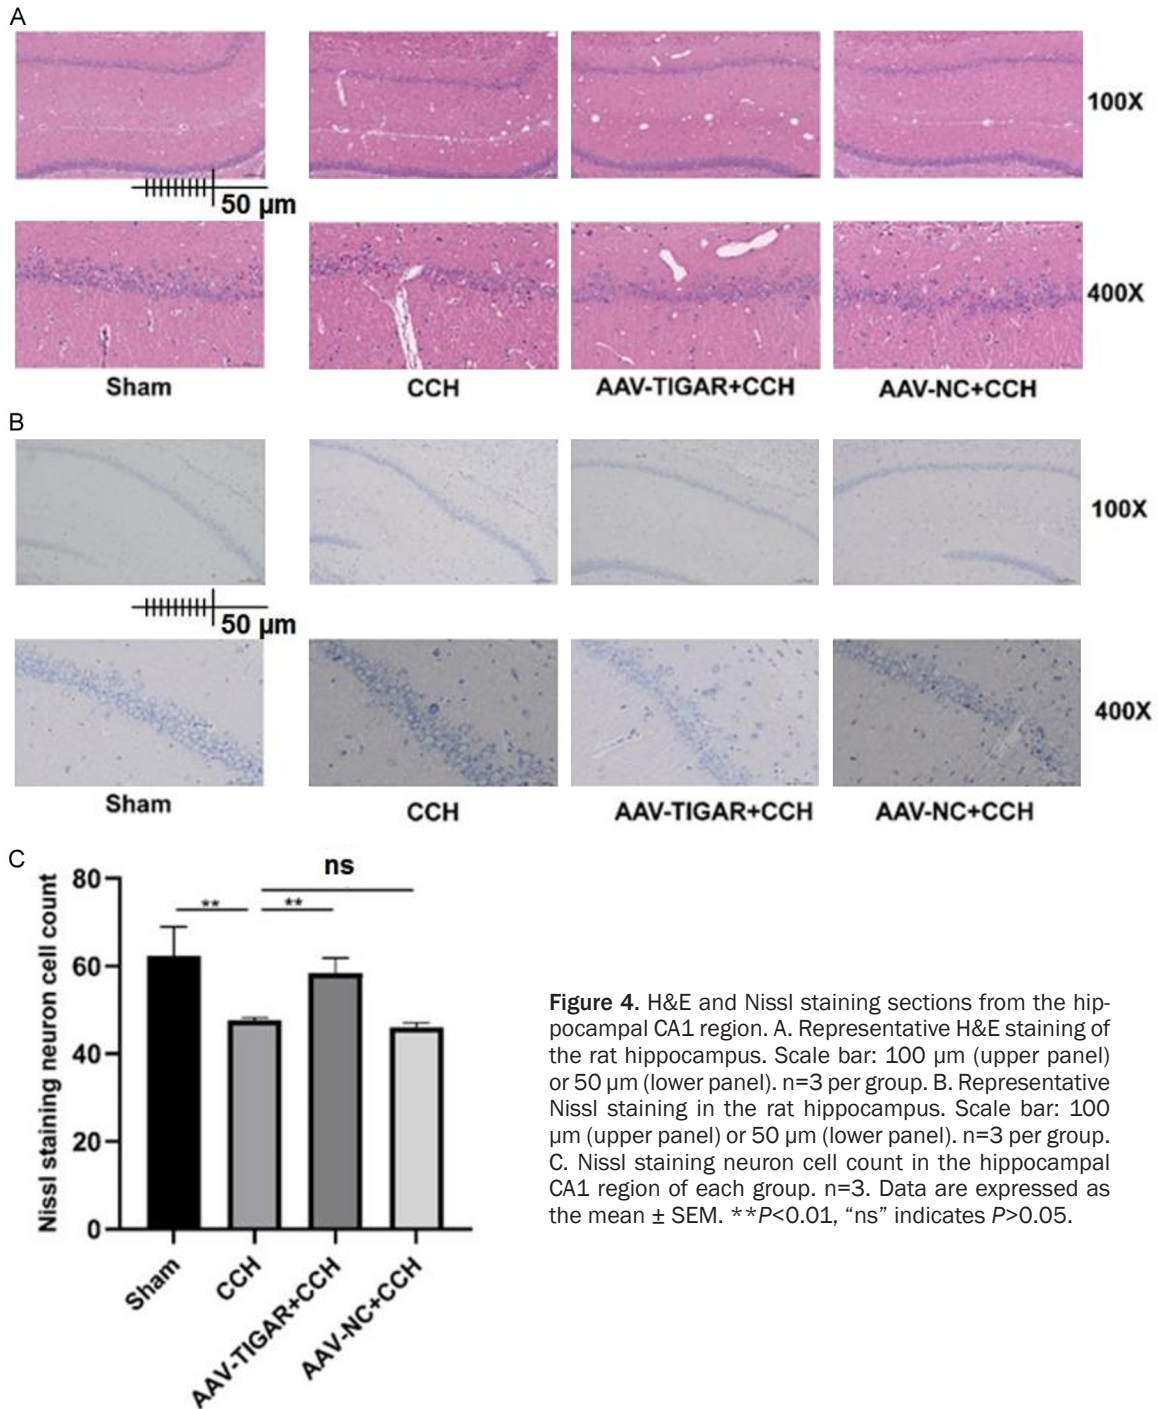 A
100X
50 µm
400X
Sham
CCH
AAV-TIGAR+CCH
AAV-NC+CCH
B
100X
50 µm
400X
Sham
CCH
AAV-TIGAR+CCH
AAV-NC+CCH
C
Nissl staining neuron cell count
80
60
40
20
0
ns
**
**
Sham
CCH
AAV-TIGAR+CCH
AAV-NC+CCH
Figure 4. H&E and Nissl staining sections from the hip-
pocampal CA1 region. A. Representative H&E staining of
the rat hippocampus. Scale bar: 100 µm (upper panel)
or 50 µm (lower panel). n=3 per group. B. Representative
Nissl staining in the rat hippocampus. Scale bar: 100
µm (upper panel) or 50 µm (lower panel). n=3 per group.
C. Nissl staining neuron cell count in the hippocampal
CA1 region of each group. n=3. Data are expressed as
the mean ± SEM. **P<0.01, “ns” indicates P>0.05.